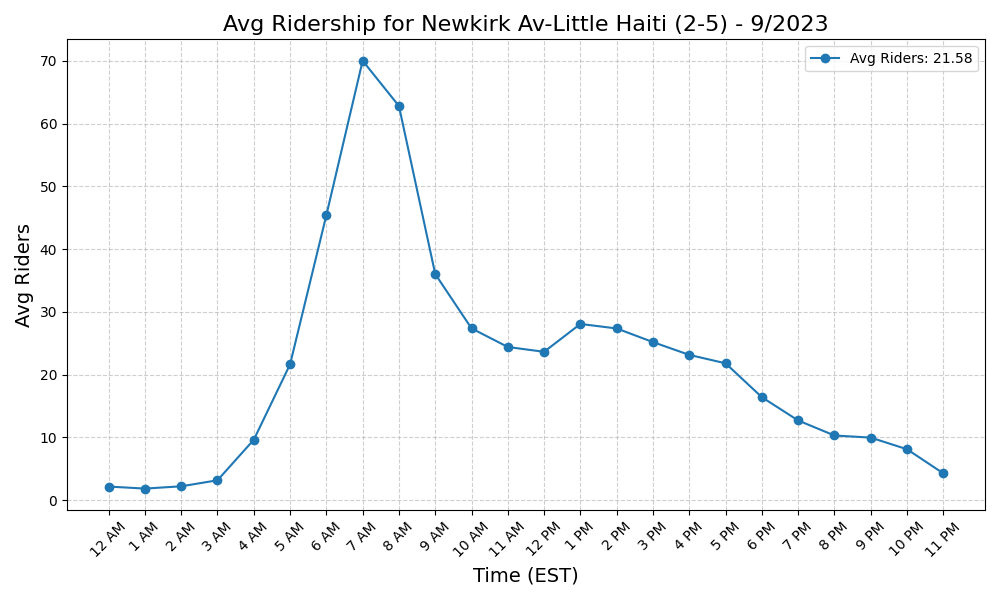 Avg Ridership for Newkirk Av-Little Haiti (2-5) - 9/2023
Avg Riders: 21.58
Avg Riders
70
60
50
40
30
20
10
0
12 AM
1 AM
2 AM
3 AM
4 AM
5 AM
6 AM
7 AM
8 AM
9 AM
10 AM
11 AM
12 PM
1 PM
2 PM
3 PM
4 PM
5 PM
6 PM
7 PM
8 PM
9 PM
10 PM
11 PM
Time (EST)